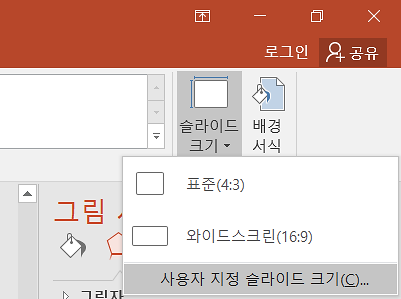 로그인 공유
슬라이드 배경
크기 서식
표준(4:3)
그림
와이드스크린(16:9)
사용자 지정 슬라이드 크기(C)...